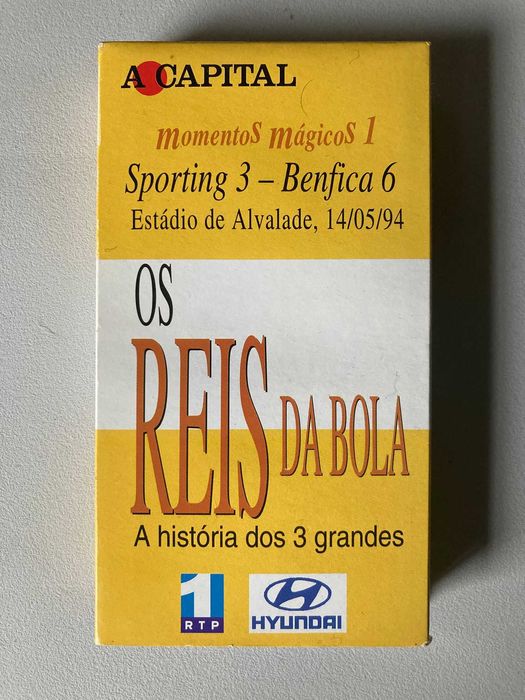 A CAPITAL
momentos mágicos 1
Sporting 3 – Benfica 6
Estádio de Alvalade, 14/05/94
OS
REIS DA BOLA
A história dos 3 grandes
1
RTP
HYUNDAI